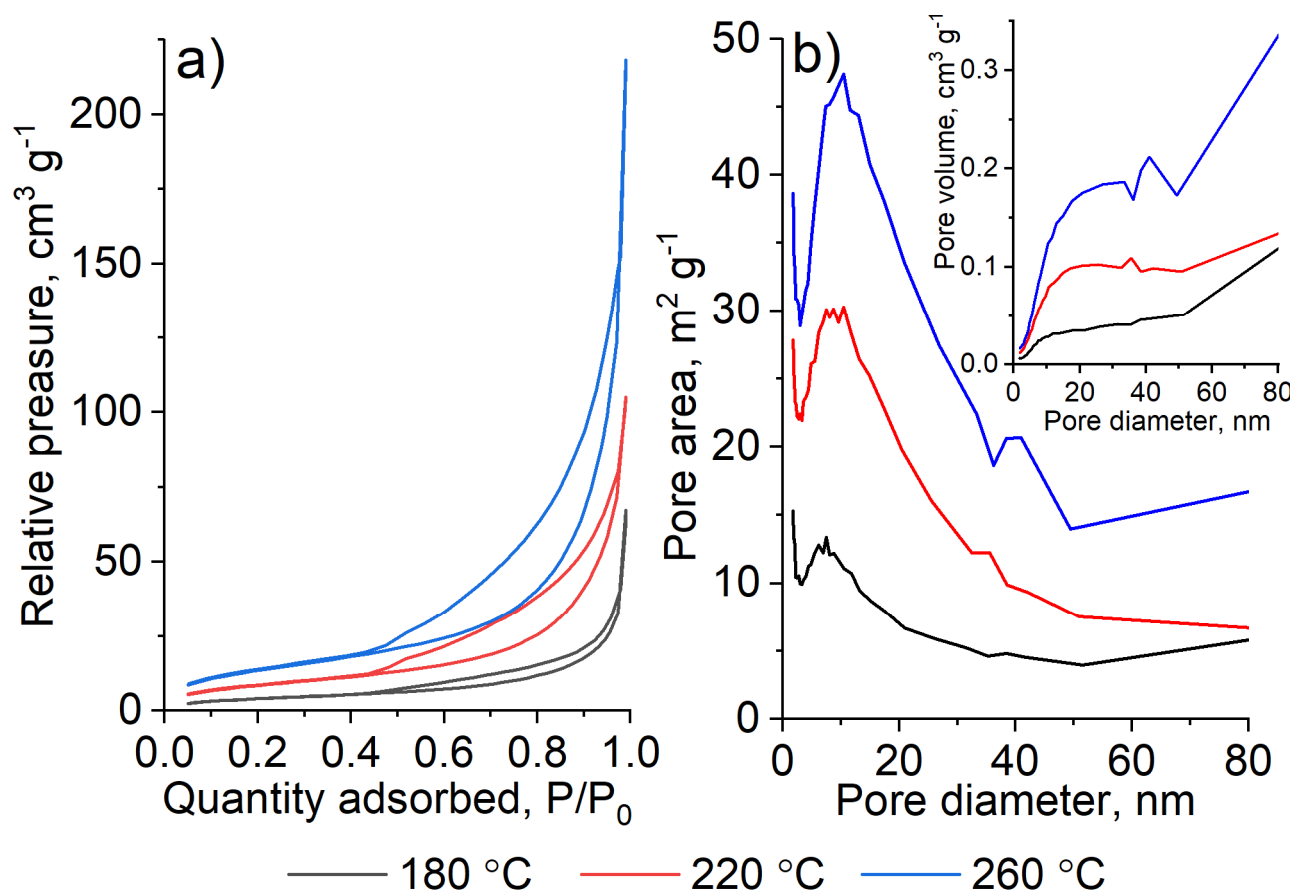 a)
Relative preasure, cm³ g⁻¹
200
150
100
50
0
0.0 0.2 0.4 0.6 0.8 1.0
Quantity adsorbed, P/P₀
b)
Pore area, m² g⁻¹
50
40
30
20
10
0
0 20 40 60 80
Pore diameter, nm
Pore volume, cm³ g⁻¹
0.3
0.2
0.1
0.0
0 20 40 60 80
Pore diameter, nm
180 °C 220 °C 260 °C